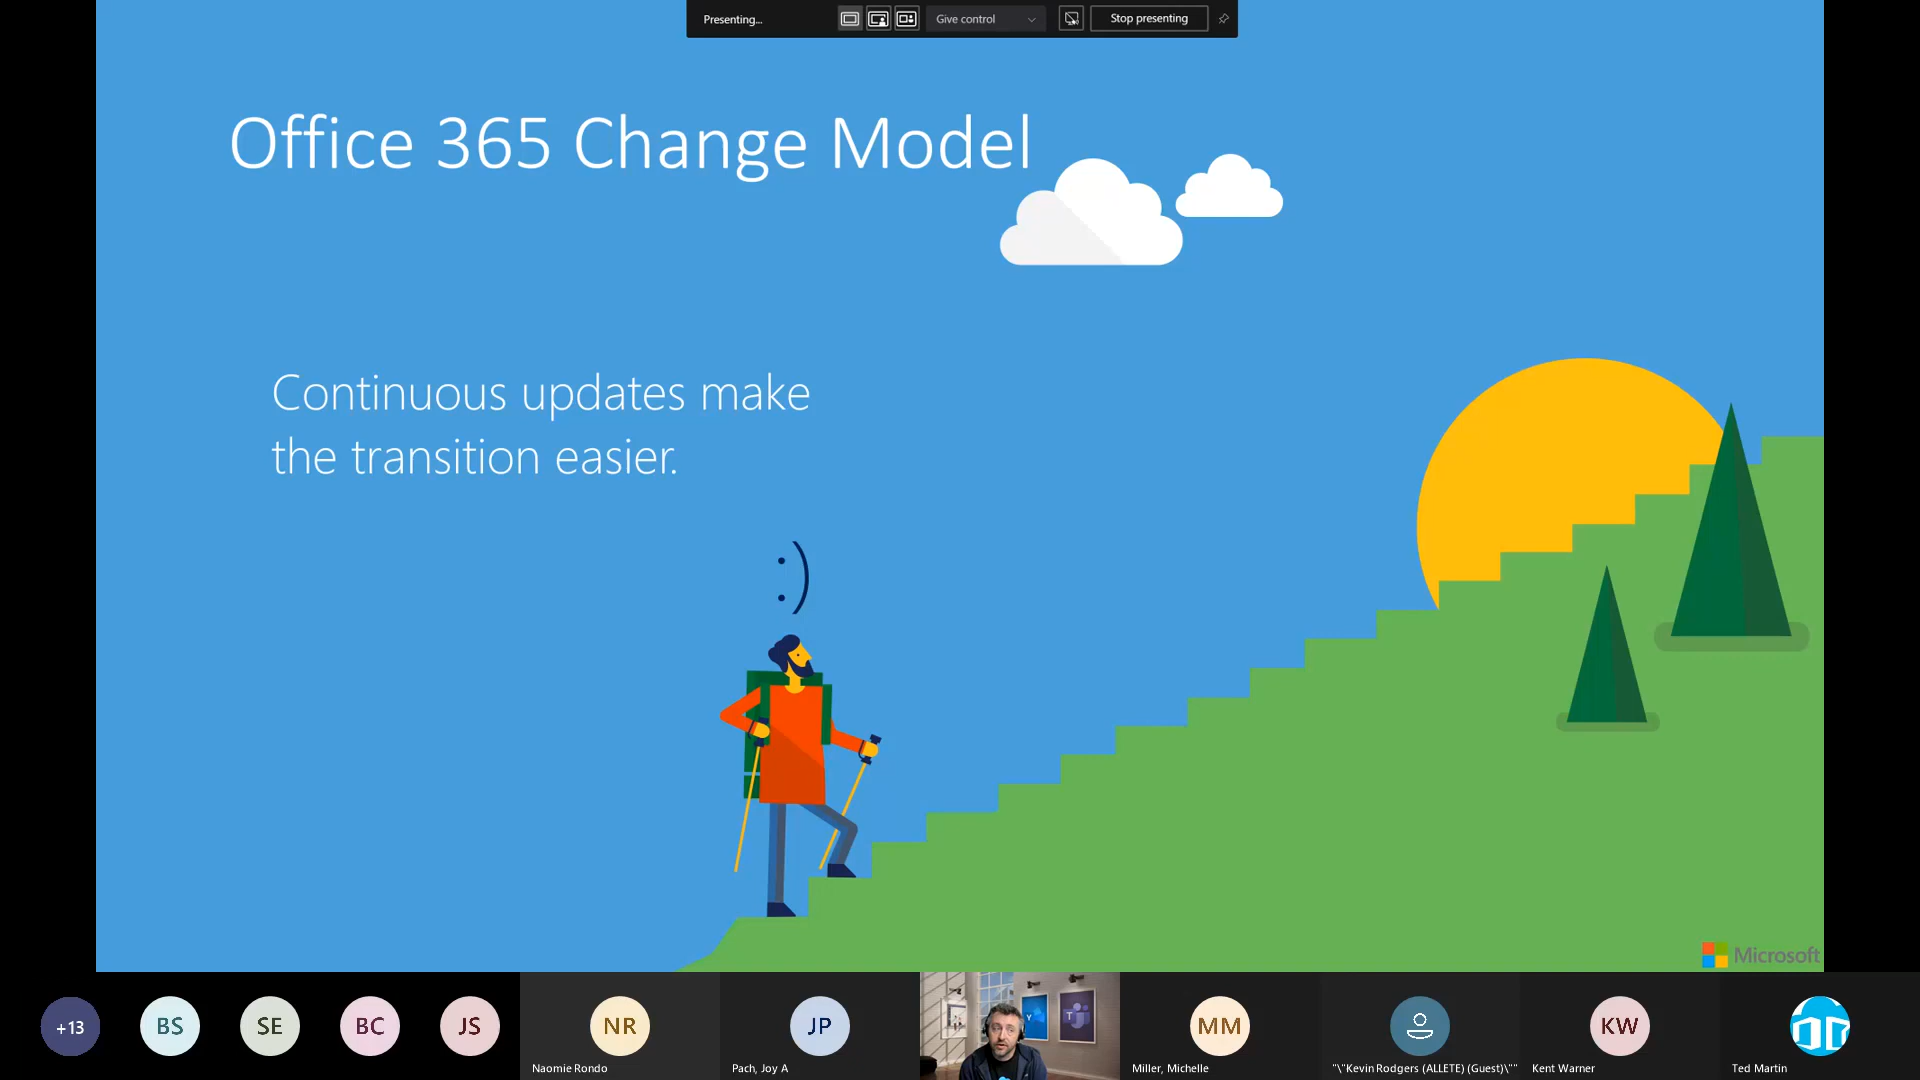 Presenting...
Give control
Stop presenting
Office 365 Change Model
Continuous updates make
the transition easier.
:)
Microsoft
+13
BS
SE
BC
JS
NR
Naomie Rondo
JP
Pach, Joy A
MM
Miller, Michelle
"\"Kevin Rodgers (ALLETE) (Guest)\""
KW
Kent Warner
Ted Martin